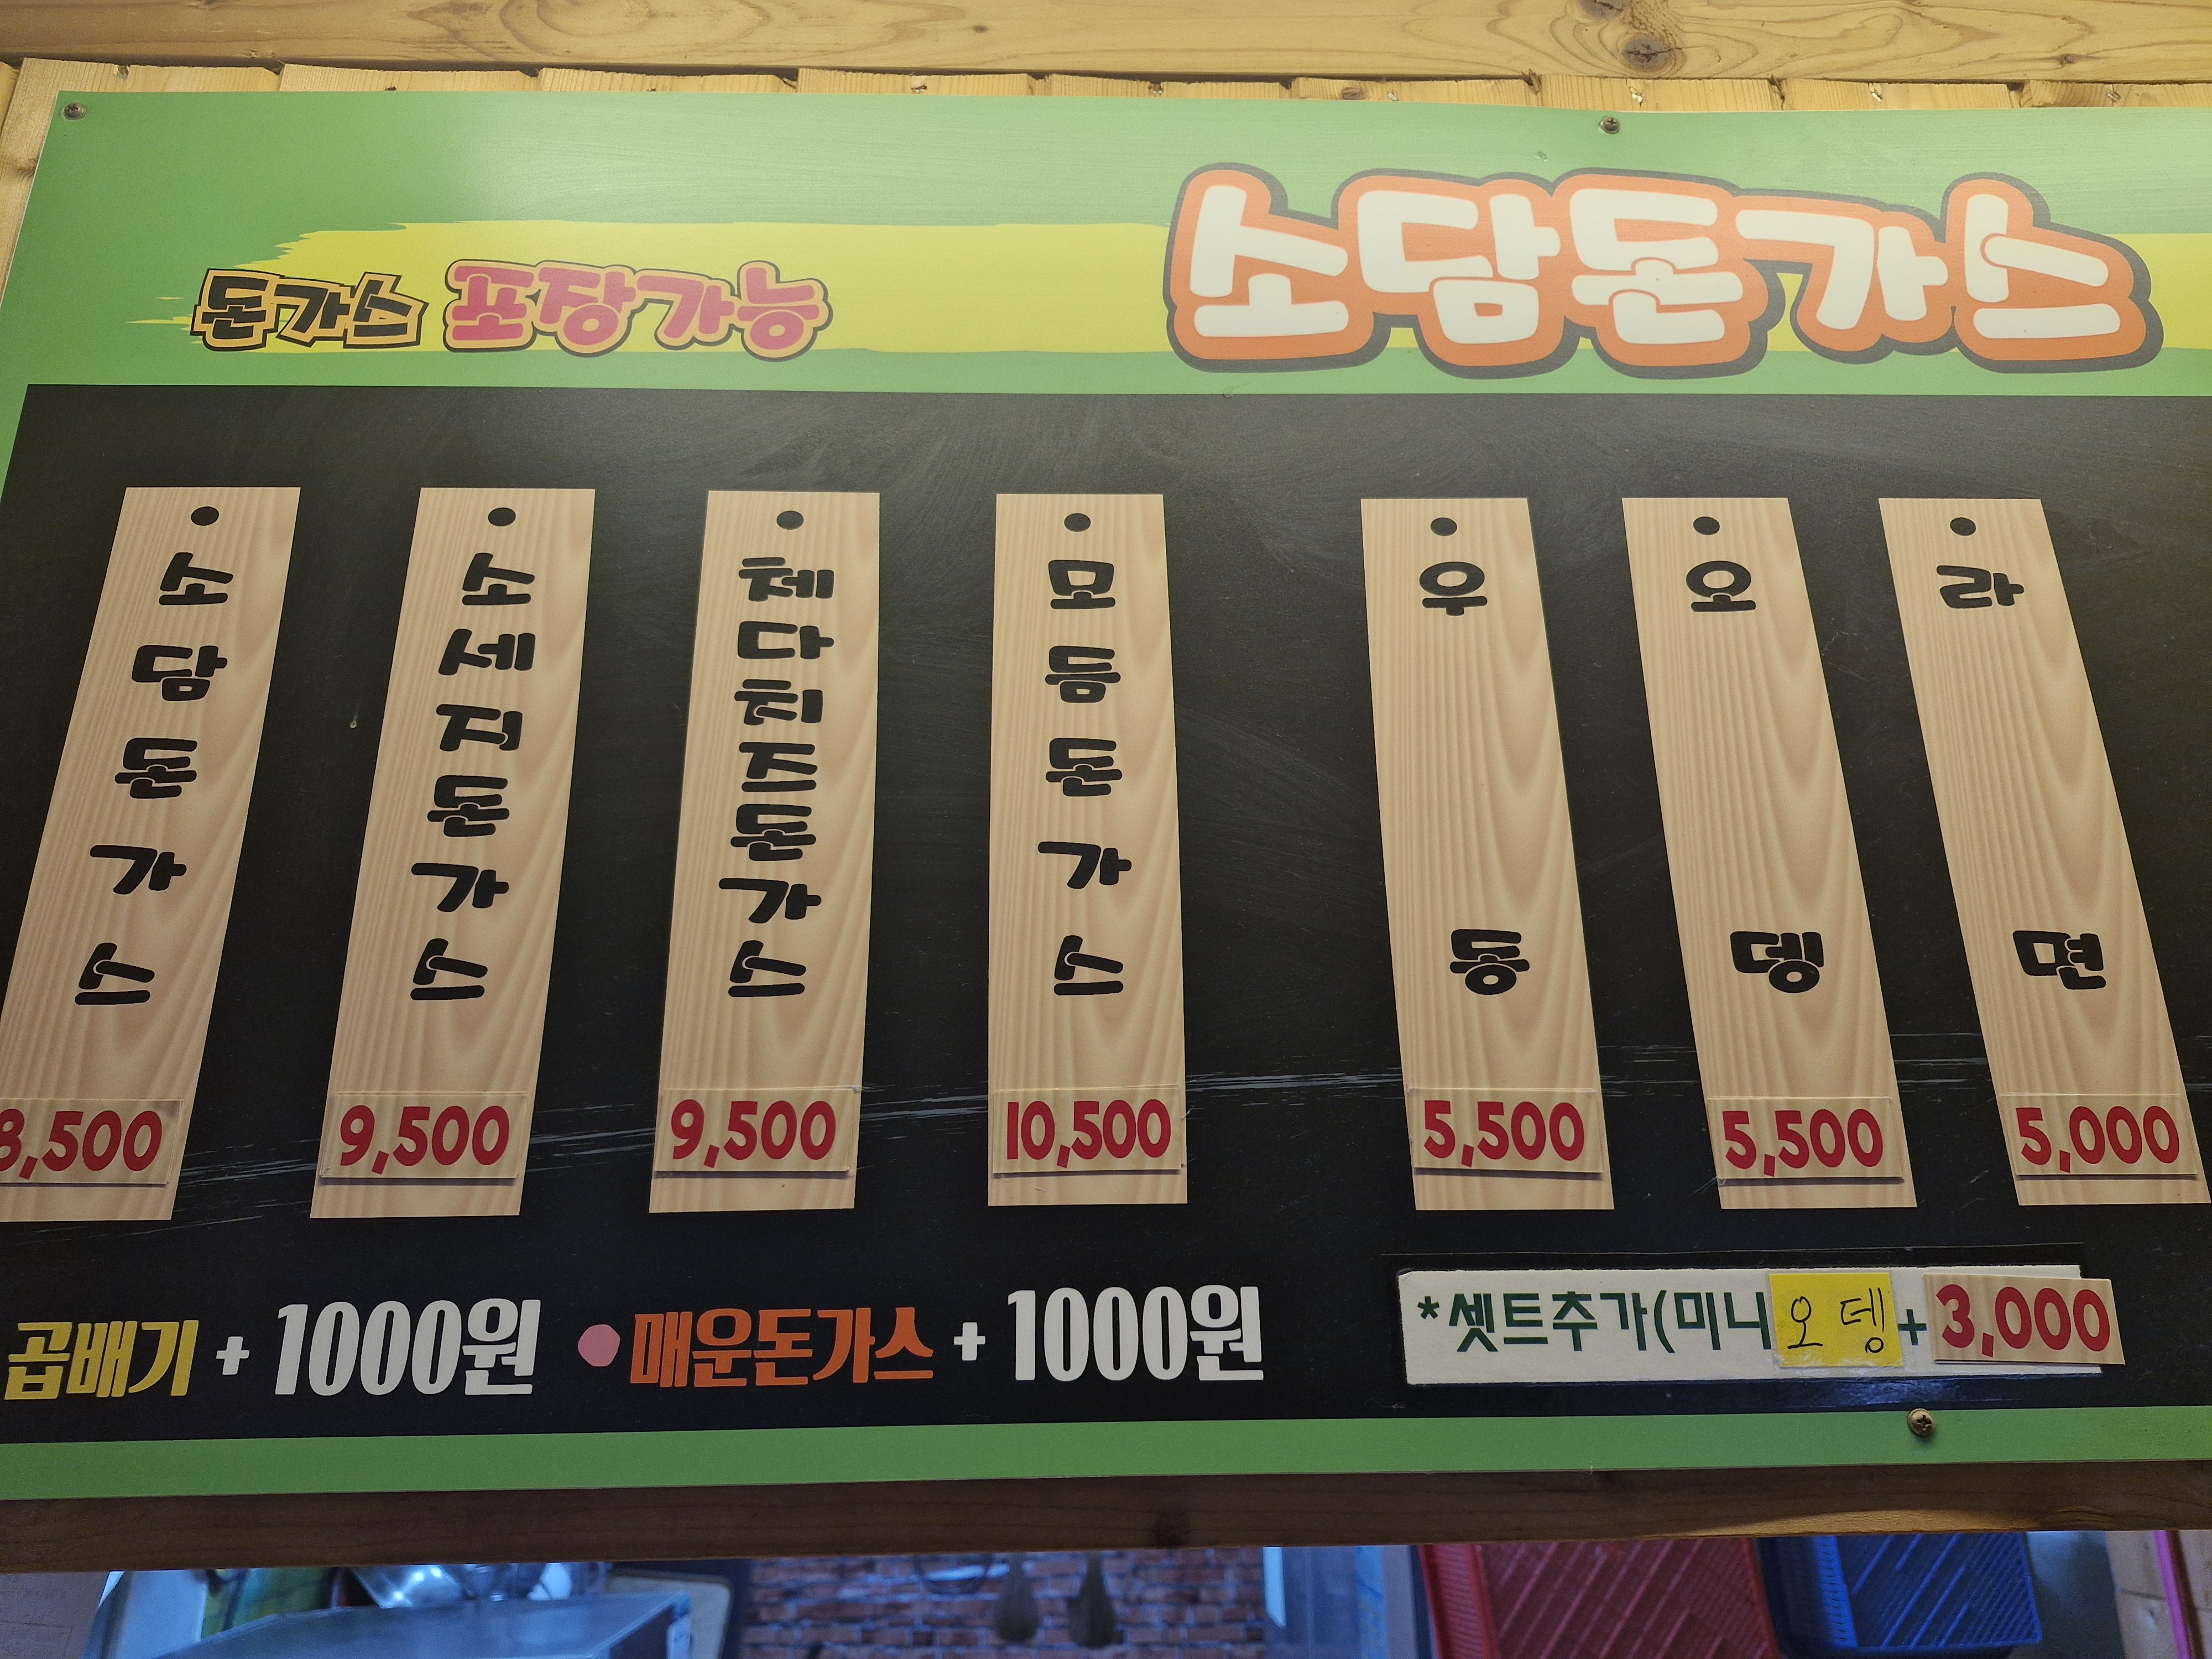 돈가스 포장가능
소담돈가스
소담돈가스
8,500
소세지돈가스
9,500
체다치즈돈가스
9,500
모듬돈가스
10,500
우동
5,500
오뎅
5,500
라면
5,000
곱배기 + 1000원 ●매운돈가스 + 1000원
*셋트추가(미니오뎅+3,000